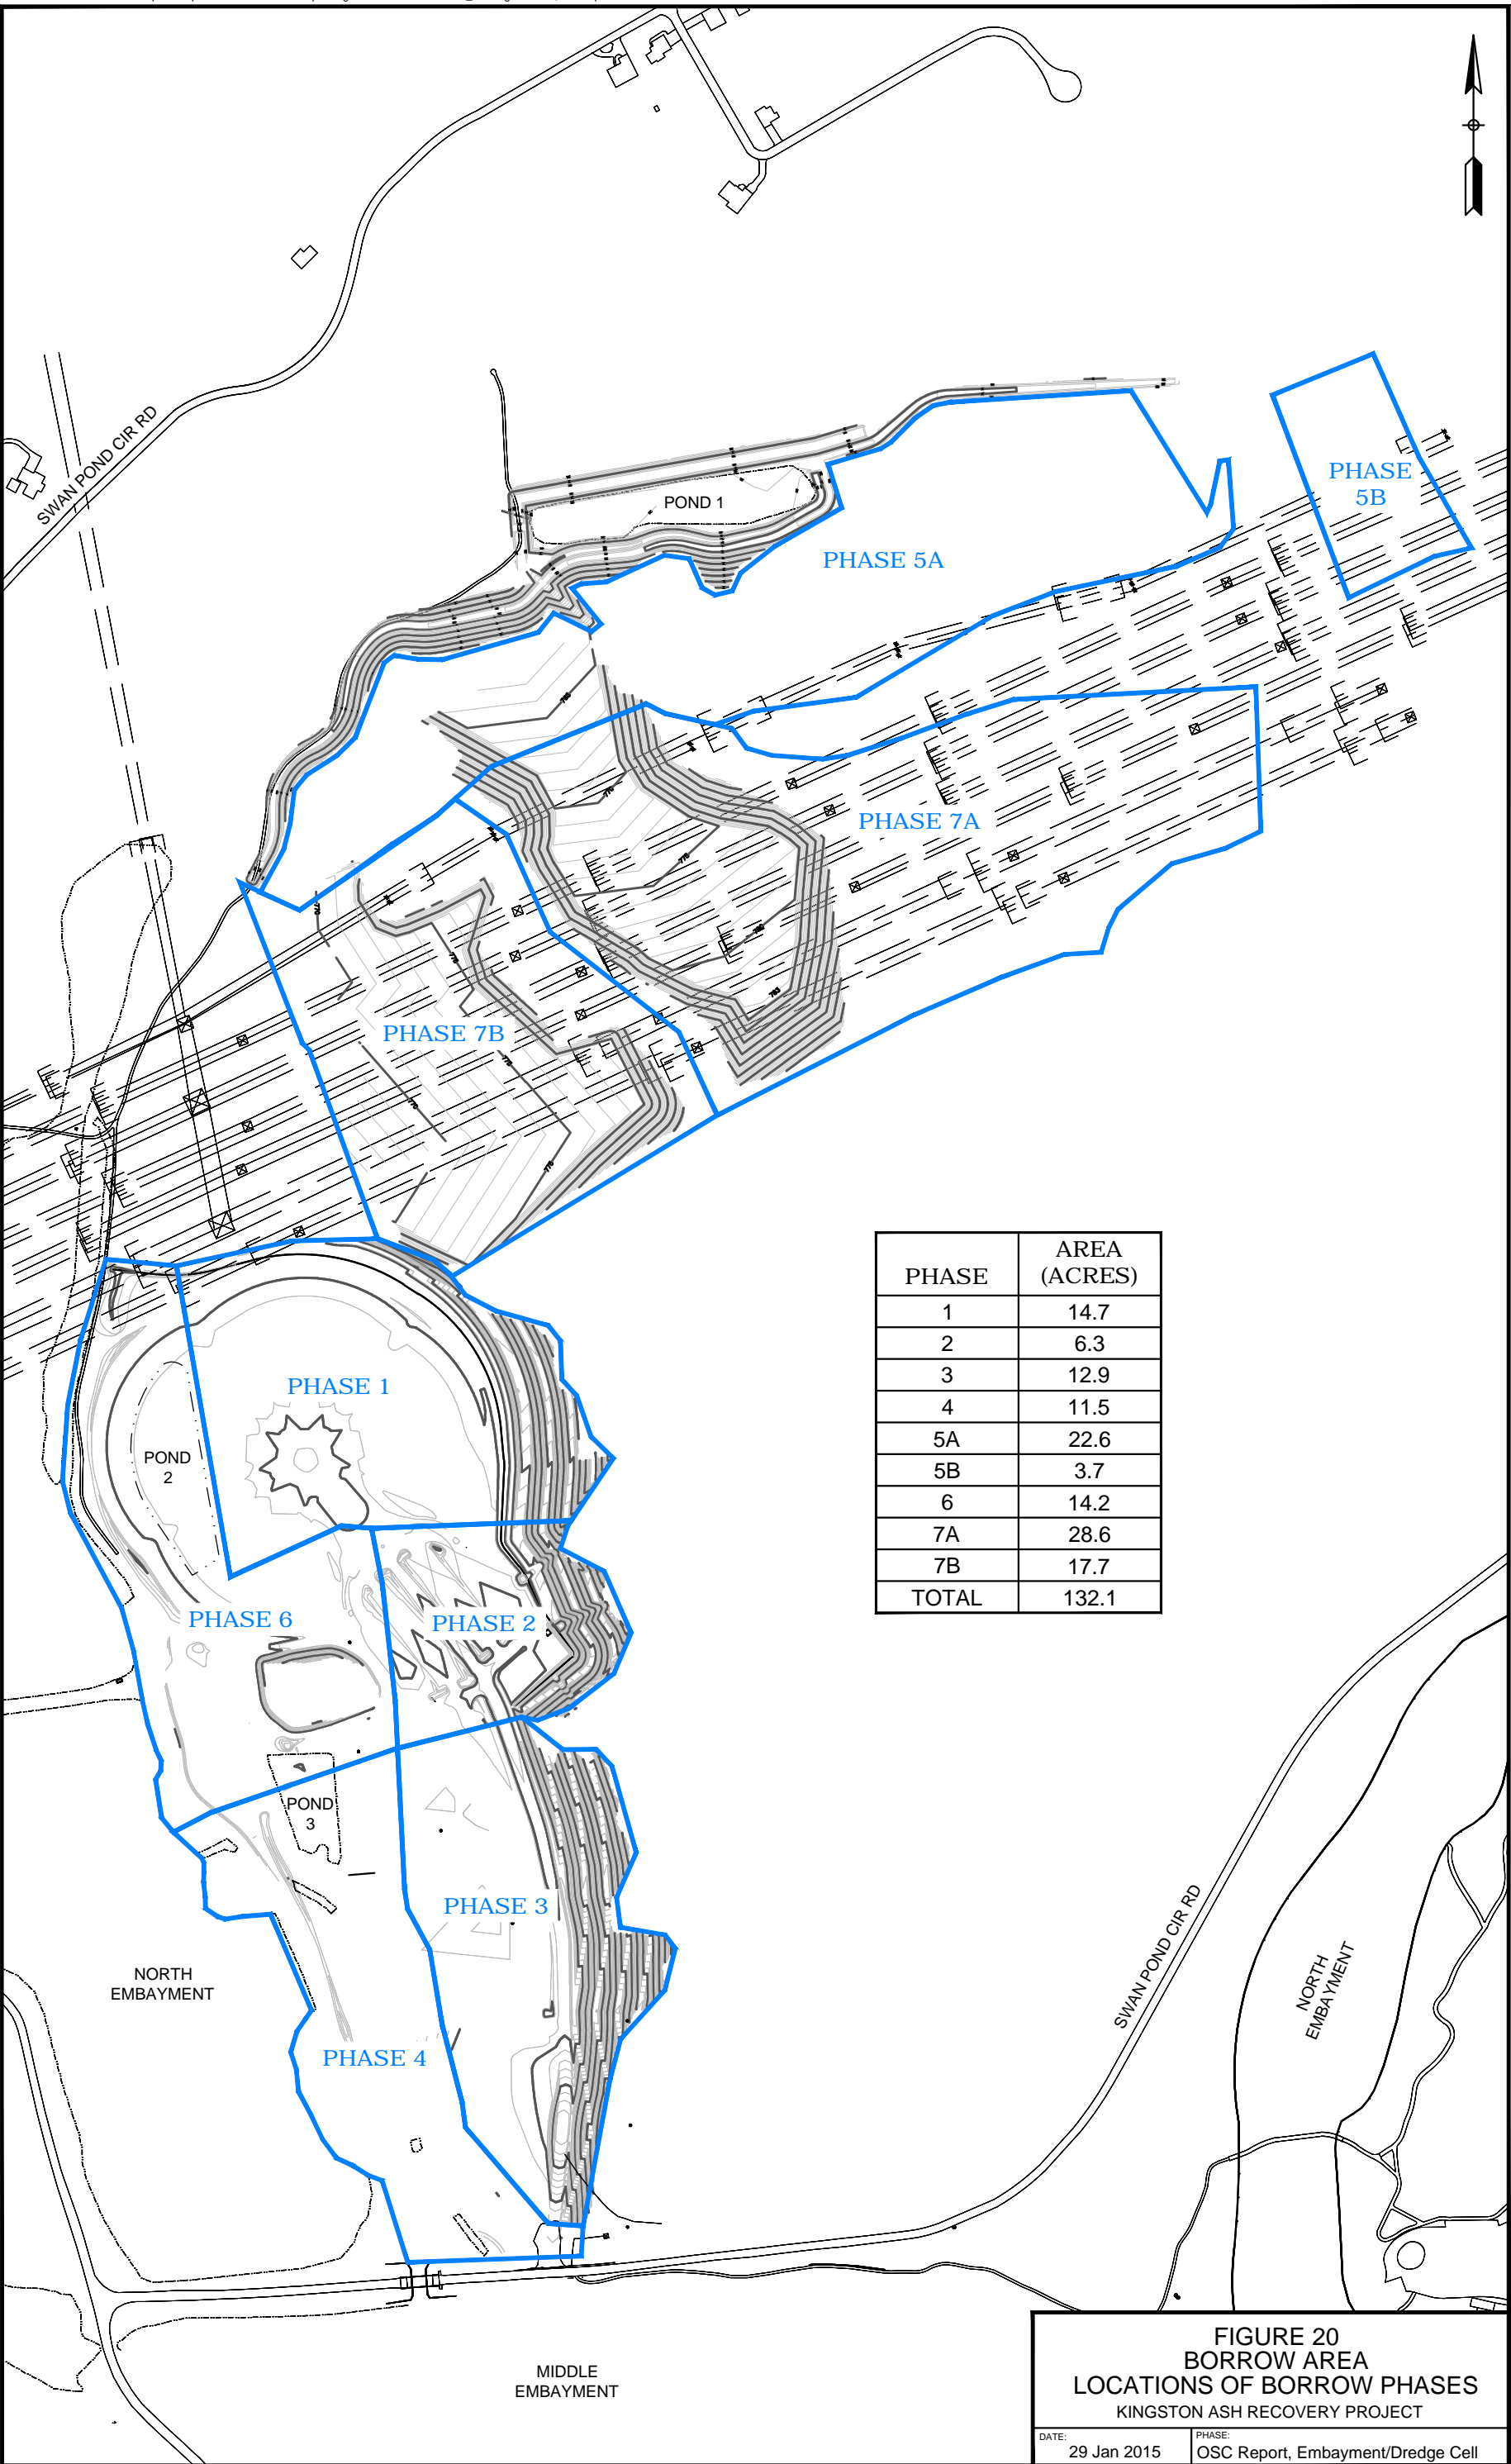 SWAN POND CIR RD
POND 1
PHASE
5B
PHASE 5A
PHASE 7A
PHASE 7B
PHASE 1
POND
2
PHASE 6
PHASE 2
POND
3
PHASE 3
PHASE 4
NORTH
EMBAYMENT
PHASE AREA
(ACRES)
1 14.7
2 6.3
3 12.9
4 11.5
5A 22.6
5B 3.7
6 14.2
7A 28.6
7B 17.7
TOTAL 132.1
SWAN POND CIR RD
NORTH
EMBAYMENT
MIDDLE
EMBAYMENT
FIGURE 20
BORROW AREA
LOCATIONS OF BORROW PHASES
KINGSTON ASH RECOVERY PROJECT
DATE:
29 Jan 2015
PHASE:
OSC Report, Embayment/Dredge Cell